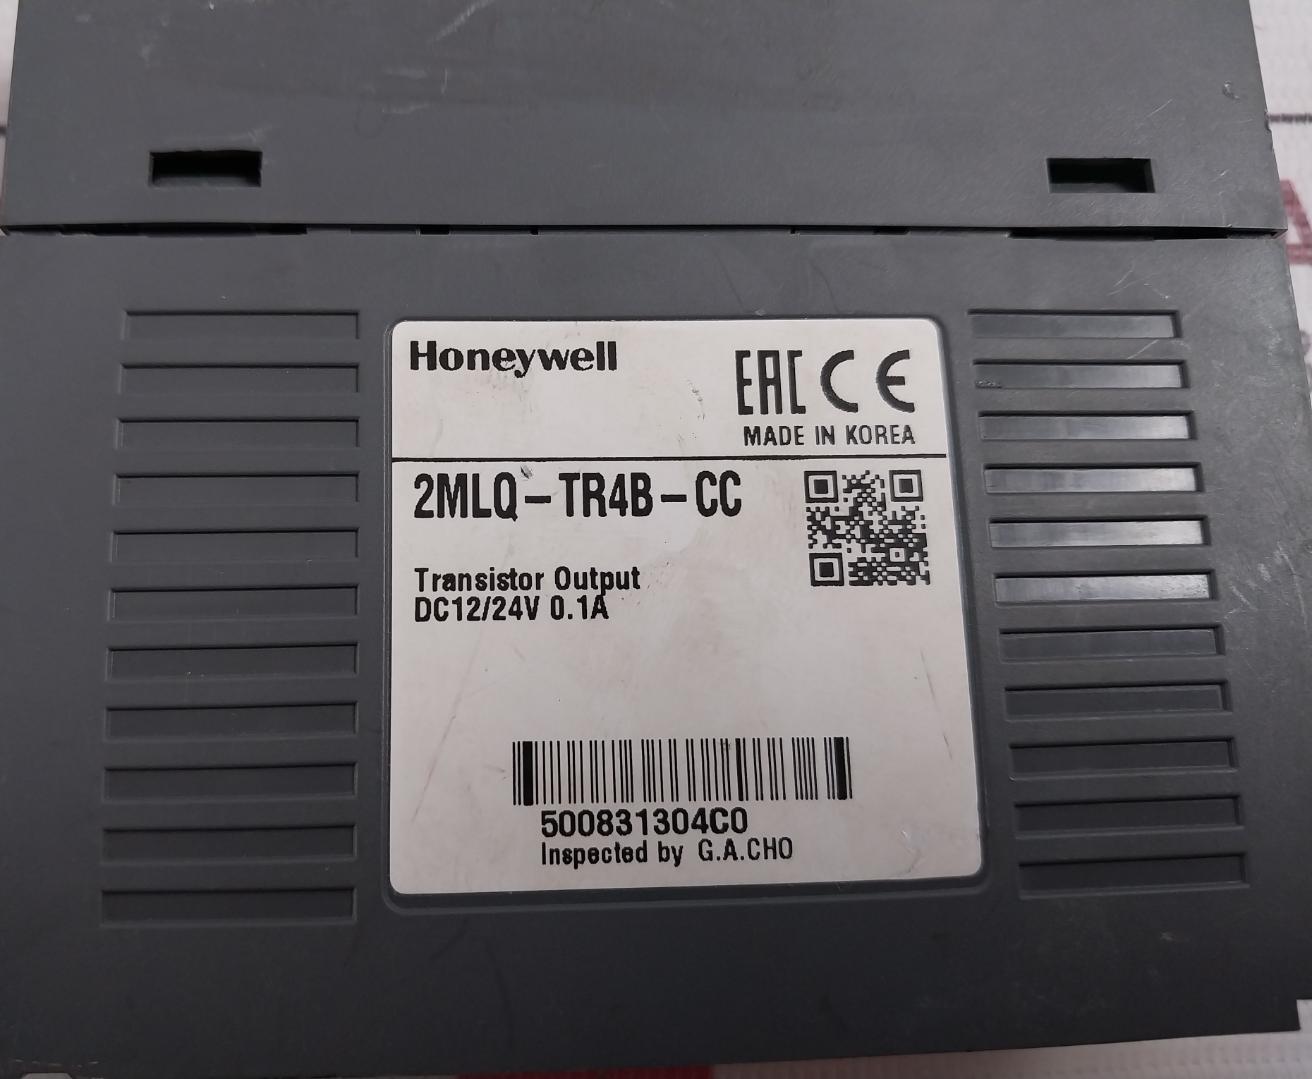 Honeywell
EAC CE
MADE IN KOREA
2MLQ-TR4B-CC
Transistor Output
DC12/24V 0.1A
500831304C0
Inspected by G.A.CHO